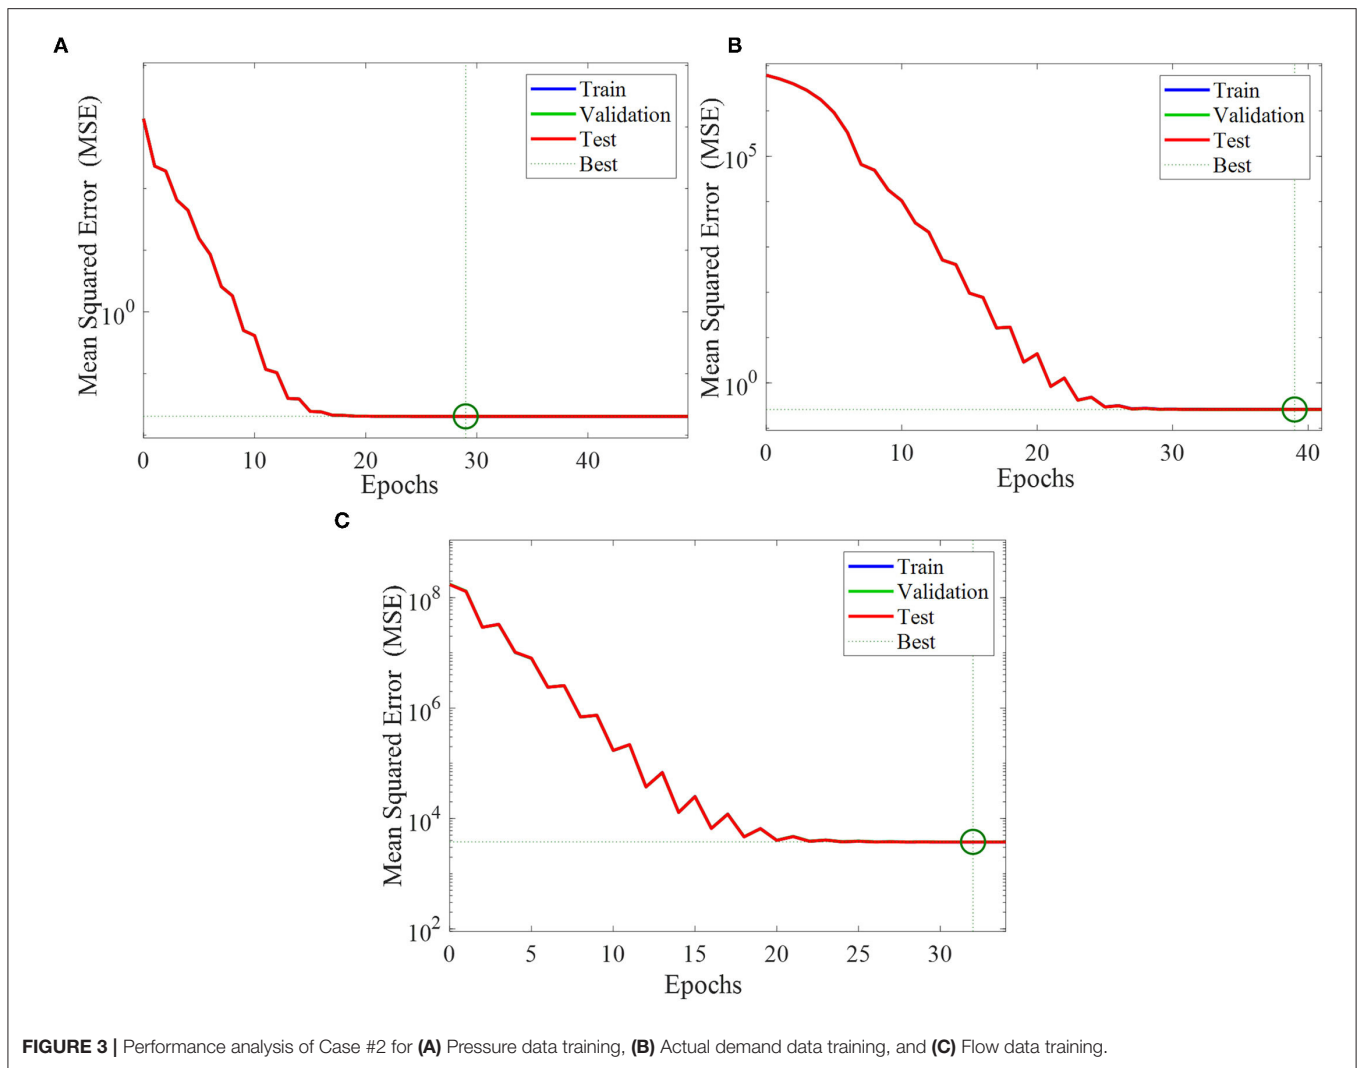 A
Mean Squared Error (MSE)
10^0
Train
Validation
Test
Best
0 10 20 30 40
Epochs
B
Mean Squared Error (MSE)
10^5
10^0
Train
Validation
Test
Best
0 10 20 30 40
Epochs
C
Mean Squared Error (MSE)
10^8
10^6
10^4
10^2
Train
Validation
Test
Best
0 5 10 15 20 25 30
Epochs
FIGURE 3 | Performance analysis of Case #2 for (A) Pressure data training, (B) Actual demand data training, and (C) Flow data training.